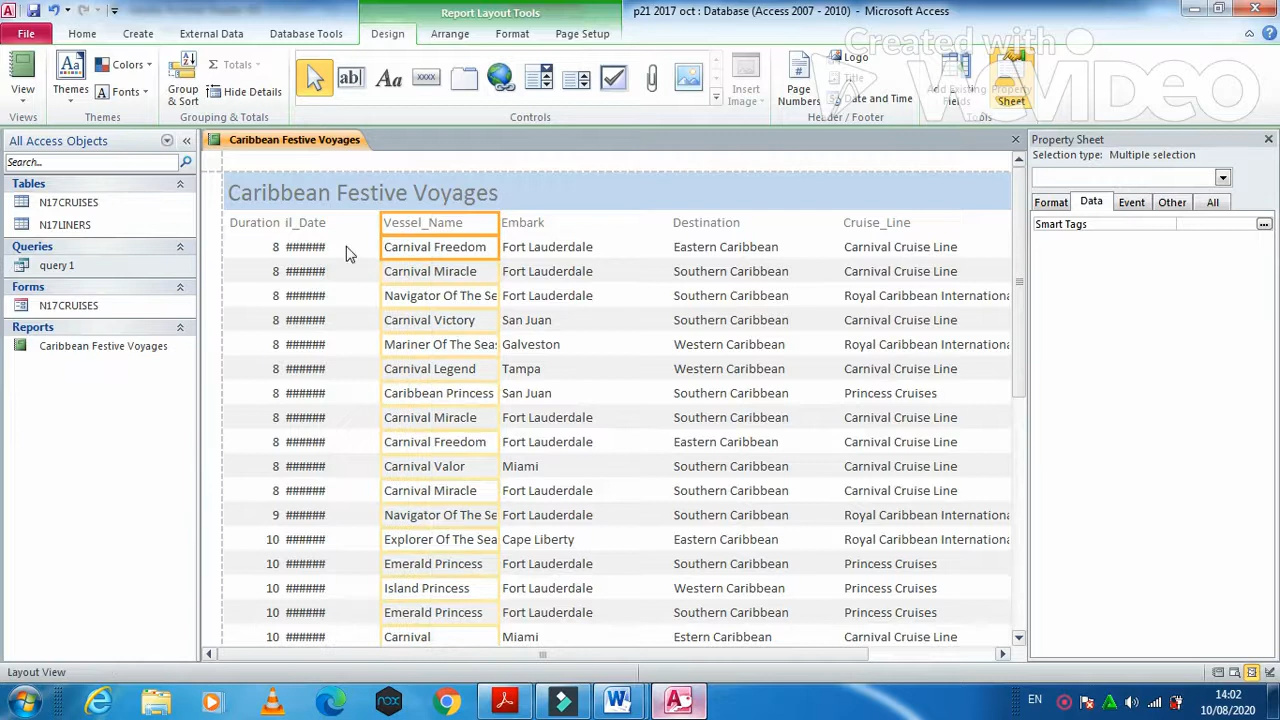 Report Layout Tools
p21 2017 oct : Database (Access 2007 - 2010) - Microsoft Access
File Home Create External Data Database Tools Design Arrange Format Page Setup
Created with
VCVIDEO
View
Views
Themes
Colors
Fonts
Themes
Group & Sort
Totals
Hide Details
Grouping & Totals
Aa
ab|
Aa
xxxx
Controls
Insert Image
Page Numbers
Logo
Title
Date and Time
Header / Footer
Add Existing Fields
Property Sheet
Tools
All Access Objects
Search...
Tables
N17CRUISES
N17LINERS
Queries
query 1
Forms
N17CRUISES
Reports
Caribbean Festive Voyages
Caribbean Festive Voyages
Caribbean Festive Voyages
Duration il_Date Vessel_Name Embark Destination Cruise_Line
8 ###### Carnival Freedom Fort Lauderdale Eastern Caribbean Carnival Cruise Line
8 ###### Carnival Miracle Fort Lauderdale Southern Caribbean Carnival Cruise Line
8 ###### Navigator Of The Se Fort Lauderdale Southern Caribbean Royal Caribbean Internationa
8 ###### Carnival Victory San Juan Southern Caribbean Carnival Cruise Line
8 ###### Mariner Of The Seas Galveston Western Caribbean Royal Caribbean Internationa
8 ###### Carnival Legend Tampa Western Caribbean Carnival Cruise Line
8 ###### Caribbean Princess San Juan Southern Caribbean Princess Cruises
8 ###### Carnival Miracle Fort Lauderdale Southern Caribbean Carnival Cruise Line
8 ###### Carnival Freedom Fort Lauderdale Eastern Caribbean Carnival Cruise Line
8 ###### Carnival Valor Miami Southern Caribbean Carnival Cruise Line
8 ###### Carnival Miracle Fort Lauderdale Southern Caribbean Carnival Cruise Line
9 ###### Navigator Of The Se Fort Lauderdale Southern Caribbean Royal Caribbean Internationa
10 ###### Explorer Of The Sea Cape Liberty Eastern Caribbean Royal Caribbean Internationa
10 ###### Emerald Princess Fort Lauderdale Southern Caribbean Princess Cruises
10 ###### Island Princess Fort Lauderdale Western Caribbean Princess Cruises
10 ###### Emerald Princess Fort Lauderdale Southern Caribbean Princess Cruises
10 ###### Carnival Miami Estern Caribbean Carnival Cruise Line
Property Sheet
Selection type: Multiple selection
Format Data Event Other All
Smart Tags
Layout View
nox
EN
14:02
10/08/2020